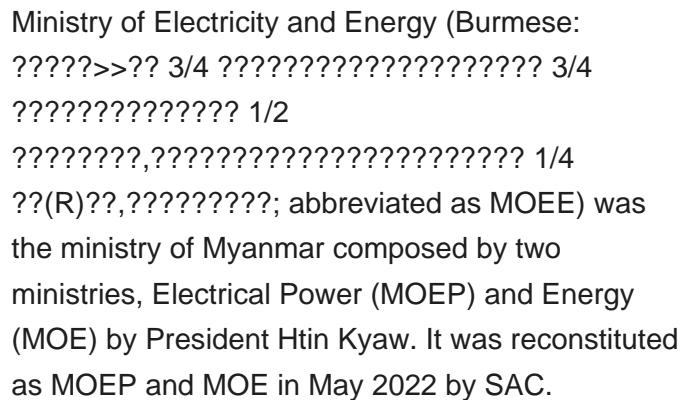 Ministry of Electricity and Energy (Burmese:
?????>>?? 3/4 ???????????????????? 3/4
?????????????? 1/2
????????,??????????????????????? 1/4
??(R)??,?????????; abbreviated as MOEE) was
the ministry of Myanmar composed by two
ministries, Electrical Power (MOEP) and Energy
(MOE) by President Htin Kyaw. It was reconstituted
as MOEP and MOE in May 2022 by SAC.